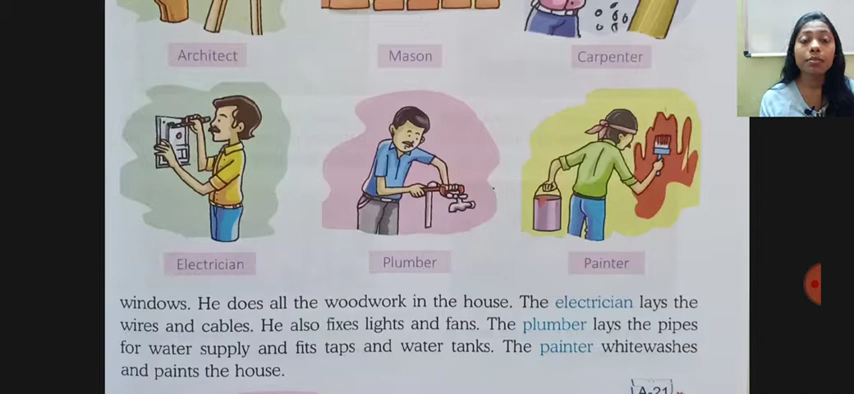 Architect
Mason
Carpenter
Electrician
Plumber
Painter
windows. He does all the woodwork in the house. The electrician lays the
wires and cables. He also fixes lights and fans. The plumber lays the pipes
for water supply and fits taps and water tanks. The painter whitewashes
and paints the house.
A-21